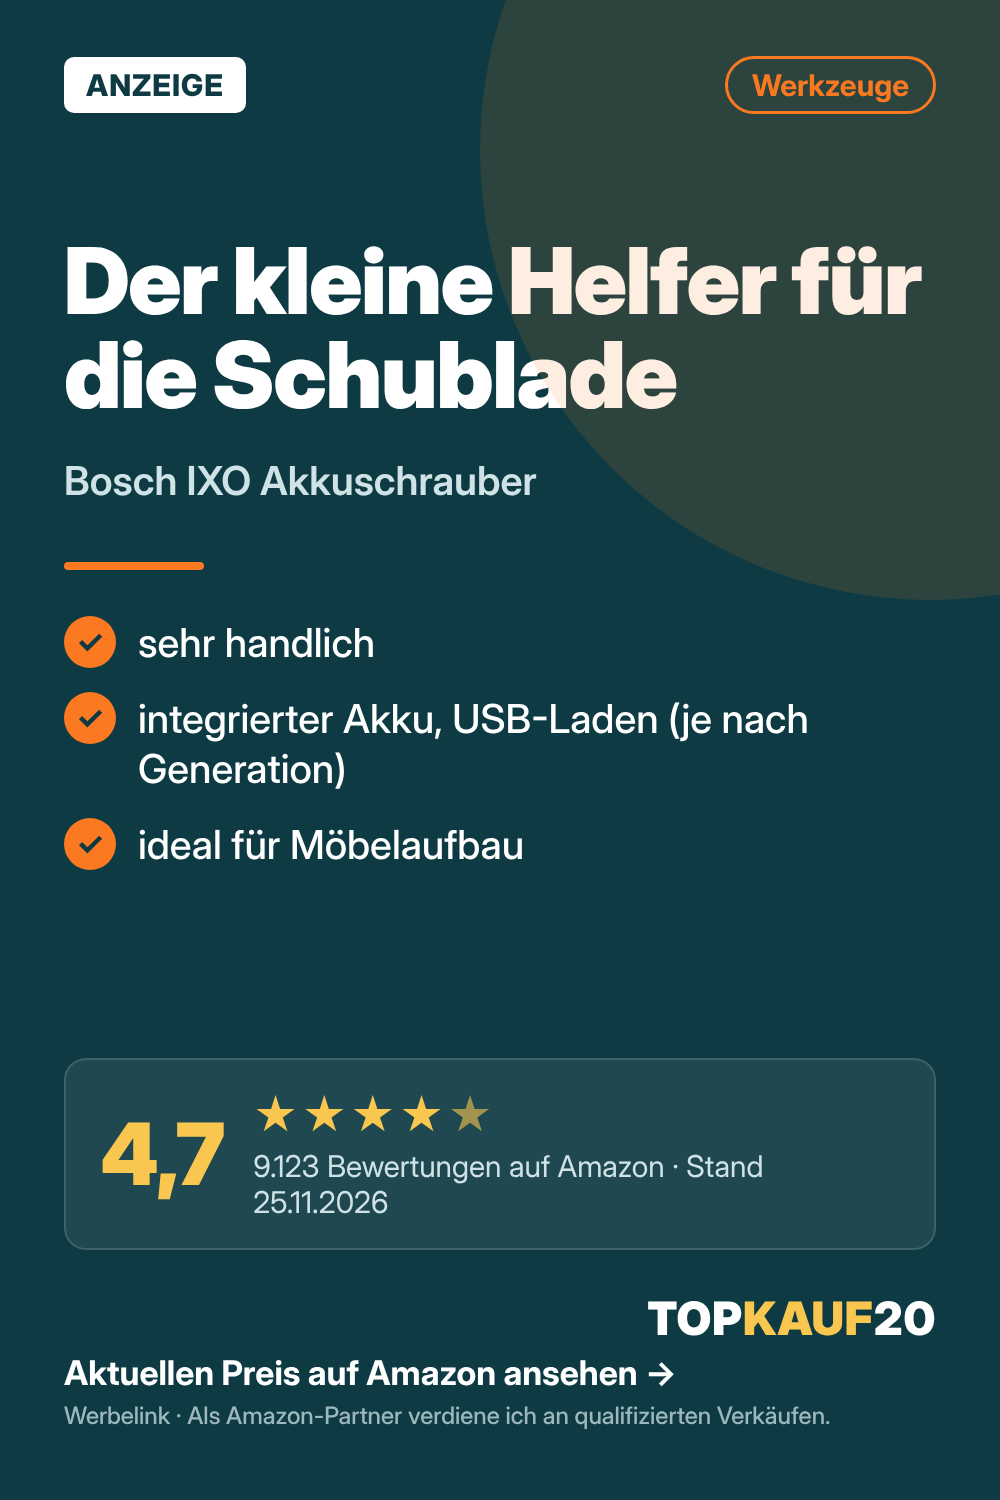 ANZEIGE
Werkzeuge
Der kleine Helfer für
die Schublade
Bosch IXO Akkuschrauber
sehr handlich
integrierter Akku, USB-Laden (je nach
Generation)
ideal für Möbelaufbau
4,7
9.123 Bewertungen auf Amazon · Stand
25.11.2026
TOPKAUF20
Aktuellen Preis auf Amazon ansehen →
Werbelink · Als Amazon-Partner verdiene ich an qualifizierten Verkäufen.